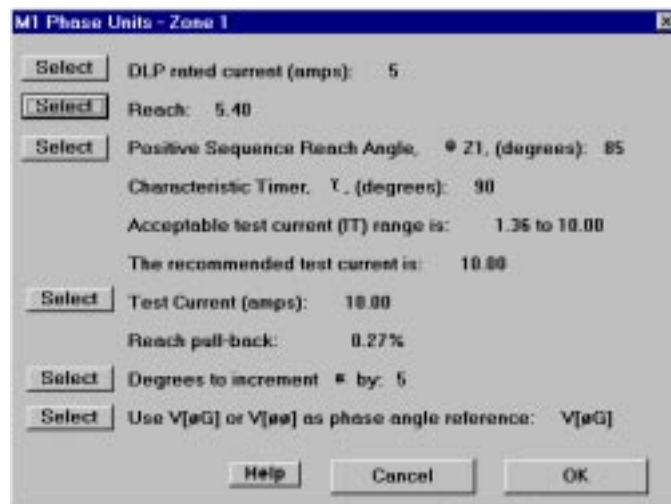 M1 Phase Units - Zone 1
Select DLP rated current (amps): 5
Select Reach: 5.40
Select Positive Sequence Reach Angle, Z1, (degrees): 85
Characteristic Timer, τ, (degrees): 90
Acceptable test current (IT) range is: 1.36 to 10.00
The recommended test current is: 10.00
Select Test Current (amps): 10.00
Reach pull-back: 0.27%
Select Degrees to increment by: 5
Select Use V[øG] or V[øø] as phase angle reference: V[øG]
Help Cancel OK